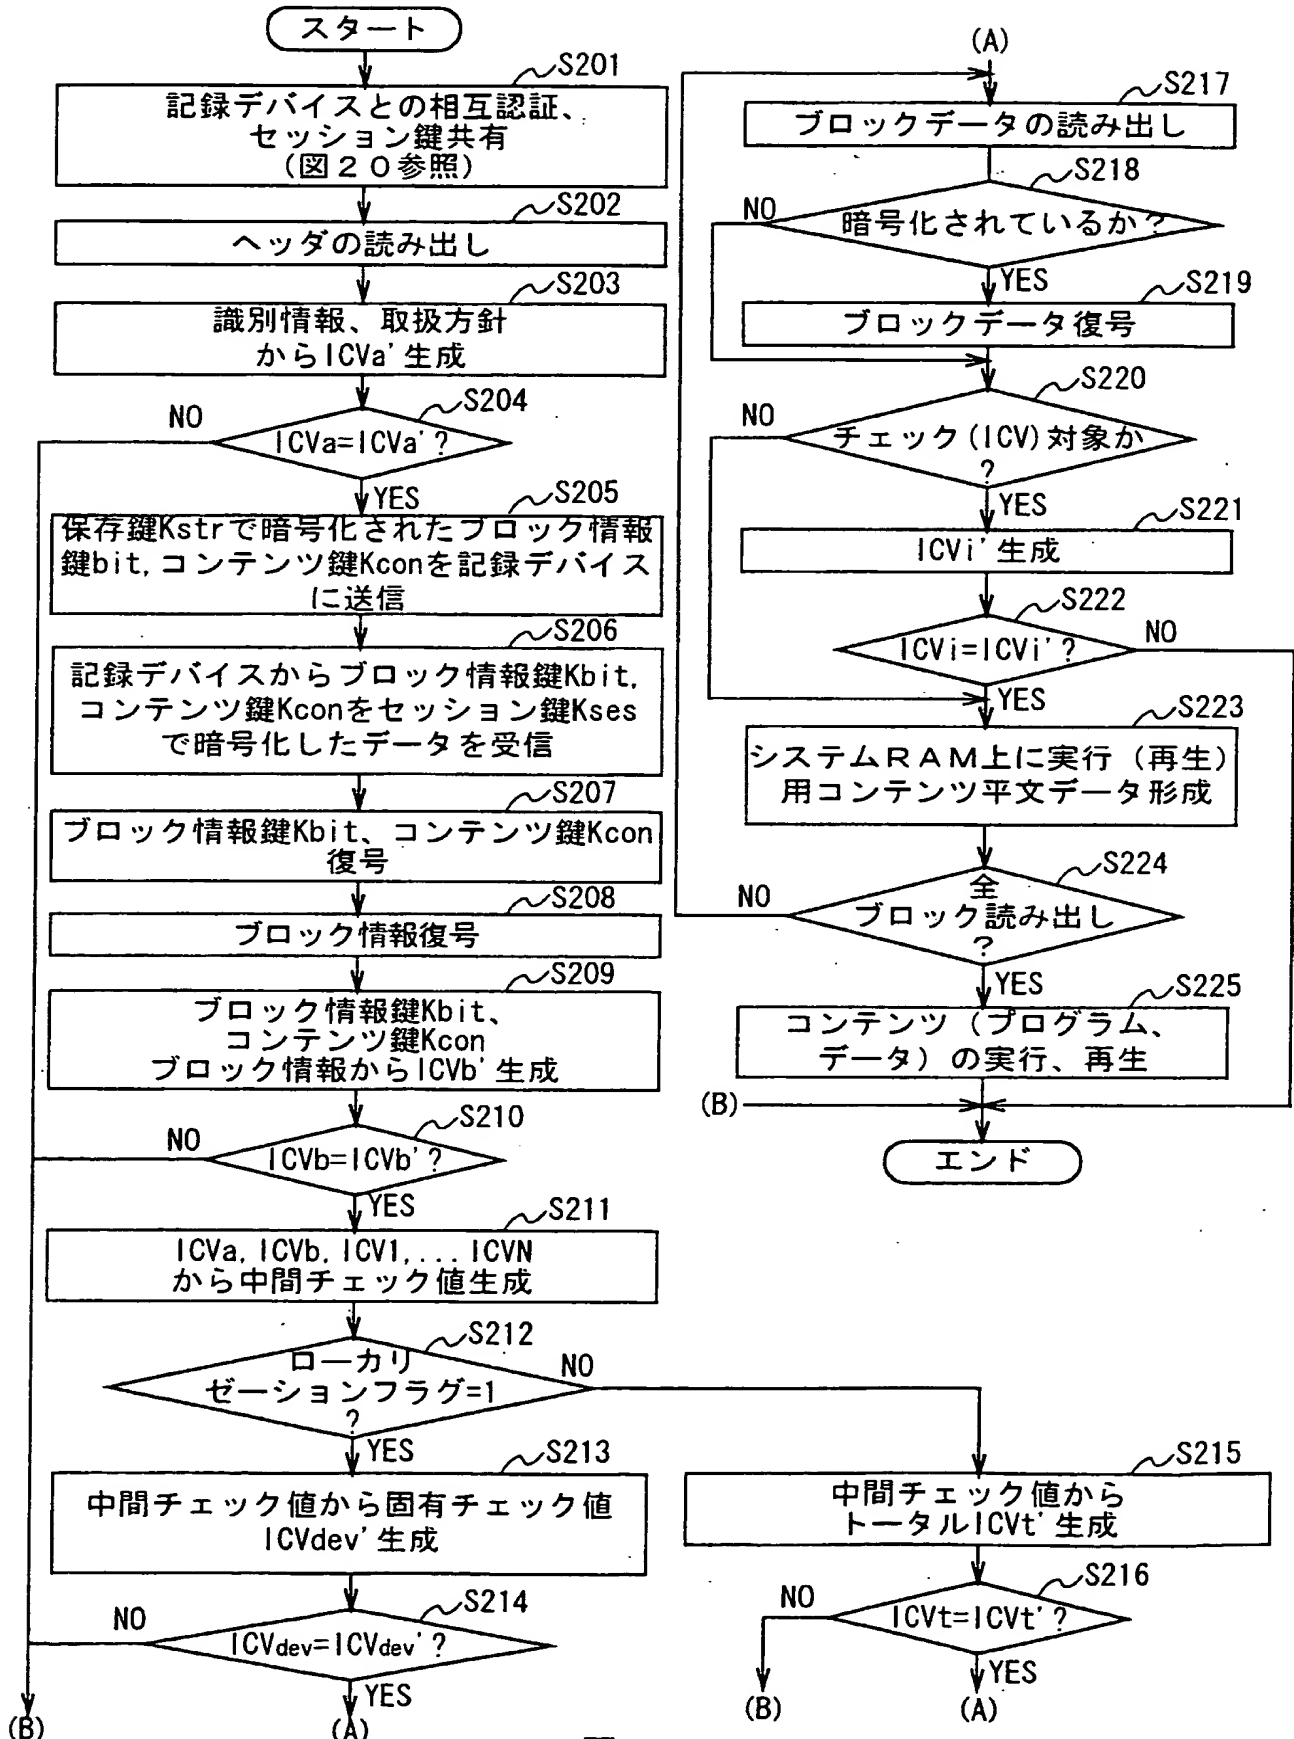 スタート
S201
記録デバイスとの相互認証、
セッション鍵共有
(図20参照)
S202
ヘッダの読み出し
S203
識別情報、取扱方針
からICVa'生成
S204
ICVa=ICVa'?
NO
YES
S205
保存鍵Kstrで暗号化されたブロック情報
鍵bit,コンテンツ鍵Kconを記録デバイス
に送信
S206
記録デバイスからブロック情報鍵Kbit,
コンテンツ鍵Kconをセッション鍵Kses
で暗号化したデータを受信
S207
ブロック情報鍵Kbit、コンテンツ鍵Kcon
復号
S208
ブロック情報復号
S209
ブロック情報鍵Kbit、
コンテンツ鍵Kcon
ブロック情報からICVb'生成
S210
NO
ICVb=ICVb'?
YES
S211
ICVa,ICVb,ICV1,...ICVN
から中間チェック値生成
S212
ローカリ
ゼーションフラグ=1
?
NO
YES
S213
中間チェック値から固有チェック値
ICVdev'生成
S214
NO
ICVdev=ICVdev'?
YES
(B)
(A)
S215
中間チェック値から
トータルICVt'生成
S216
NO
ICVt=ICVt'?
YES
(B)
(A)
(A)
S217
ブロックデータの読み出し
S218
NO
暗号化されているか?
YES
S219
ブロックデータ復号
S220
NO
チェック(ICV)対象か
?
YES
S221
ICVi'生成
S222
ICVi=ICVi'?
NO
YES
S223
システムRAM上に実行(再生)
用コンテンツ平文データ形成
S224
NO
全
ブロック読み出し
?
YES
S225
コンテンツ(プログラム、
データ)の実行、再生
(B)
エンド